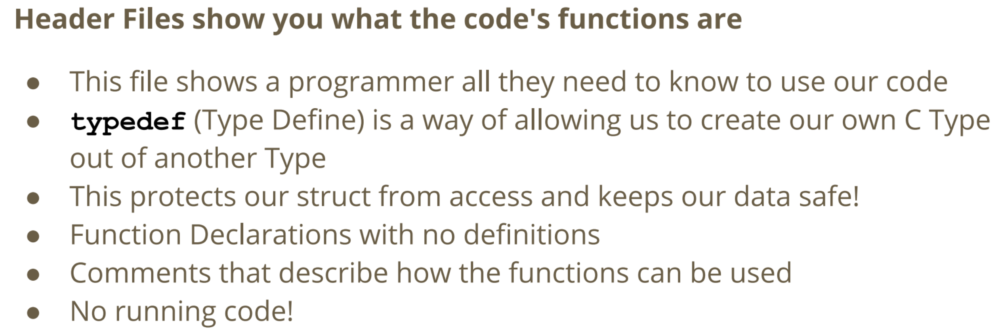 Header Files show you what the code's functions are
● This file shows a programmer all they need to know to use our code
● typedef (Type Define) is a way of allowing us to create our own C Type
out of another Type
● This protects our struct from access and keeps our data safe!
● Function Declarations with no definitions
● Comments that describe how the functions can be used
● No running code!